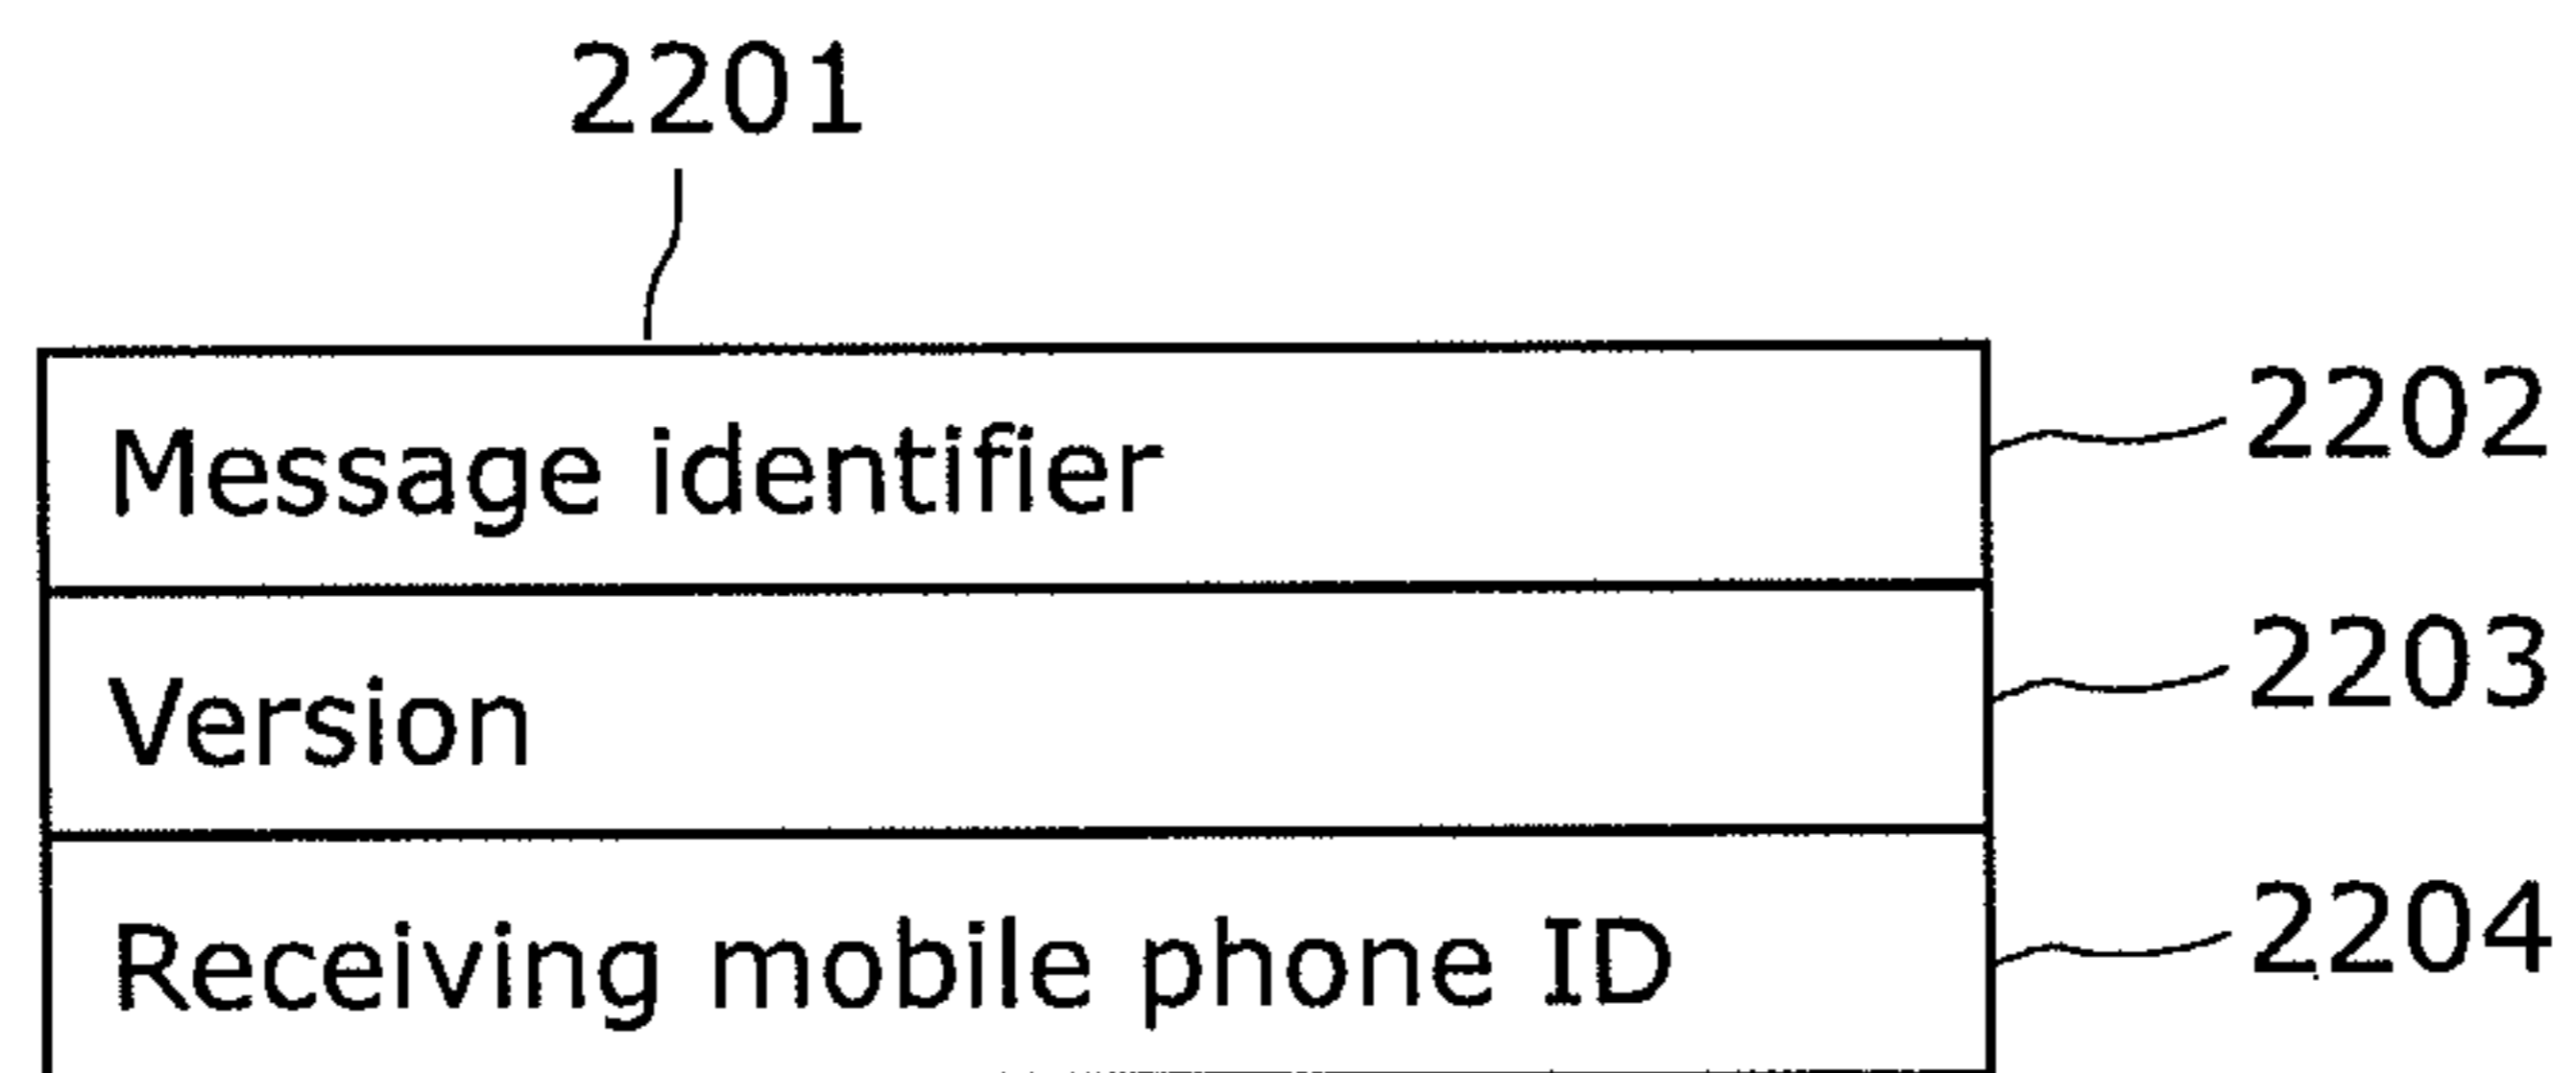 2201
Message identifier 2202
Version 2203
Receiving mobile phone ID 2204